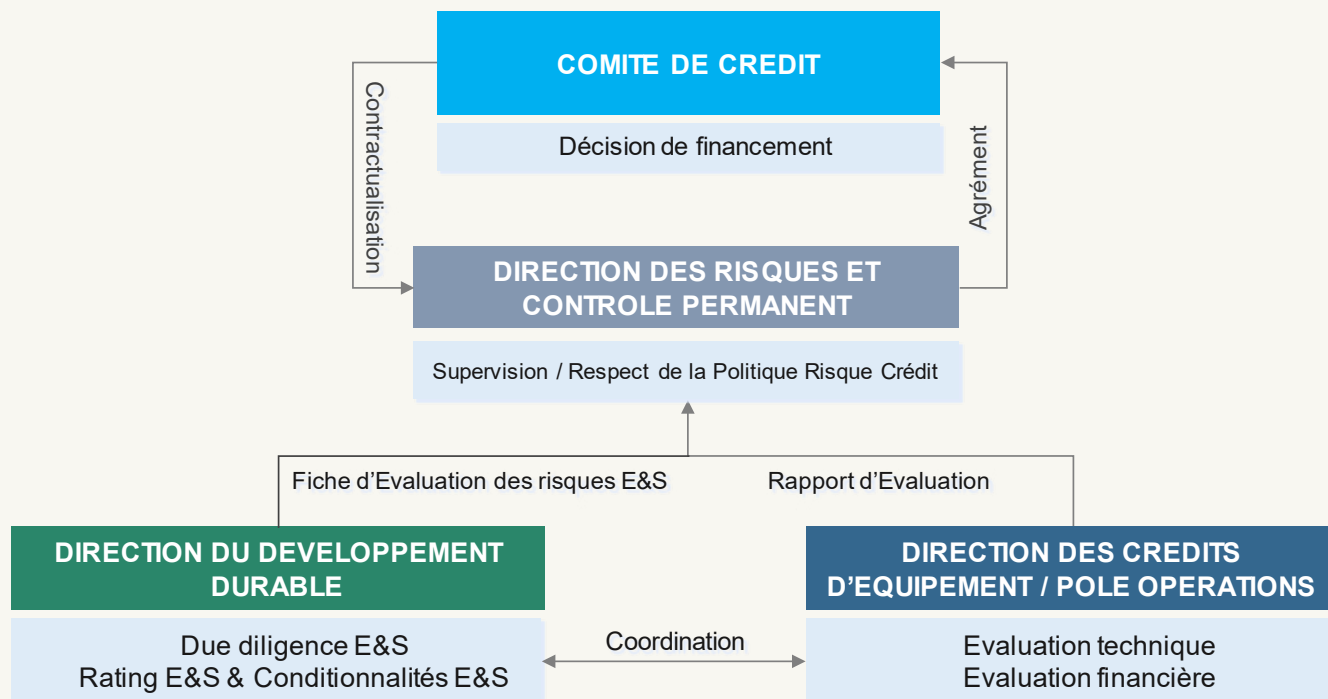 COMITE DE CREDIT
Décision de financement
Contractualisation
Agrément
DIRECTION DES RISQUES ET
CONTROLE PERMANENT
Supervision / Respect de la Politique Risque Crédit
Fiche d’Evaluation des risques E&S
Rapport d’Evaluation
DIRECTION DU DEVELOPPEMENT
DURABLE
Due diligence E&S
Rating E&S & Conditionnalités E&S
Coordination
DIRECTION DES CREDITS
D’EQUIPEMENT / POLE OPERATIONS
Evaluation technique
Evaluation financière